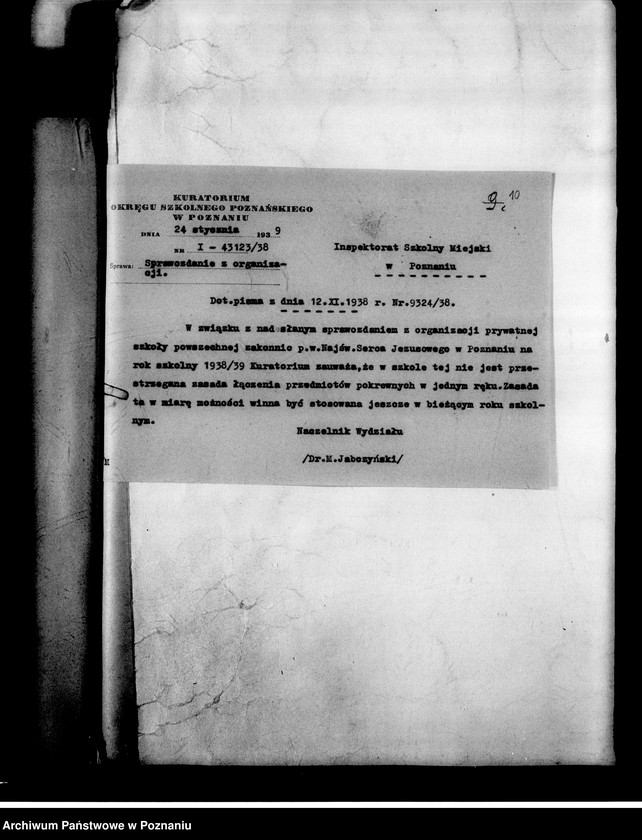 KURATORIUM
OKRĘGU SZKOLNEGO POZNAŃSKIEGO
W POZNANIU
DNIA 24 stycznia 1939
NR I - 43123/38
Sprawa: Sprawozdanie z organiza-
cji.
9 10
Inspektorat Szkolny Miejski
w Poznaniu
Dot.pisma z dnia 12.XI.1938 r. Nr.9324/38.
W związku z nadesłanym sprawozdaniem z organizacji prywatnej
szkoły powszechnej zakonnic p.w.Najśw.Serca Jezusowego w Poznaniu na
rok szkolny 1938/39 Kuratorium zauważa,że w szkole tej nie jest prze-
strzegana zasada łączenia przedmiotów pokrewnych w jednym ręku.Zasada
ta w miarę możności winna być stosowana jeszcze w bieżącym roku szkol-
nym.
Naczelnik Wydziału
/Dr.M.Jabczyński/
M
Archiwum Państwowe w Poznaniu